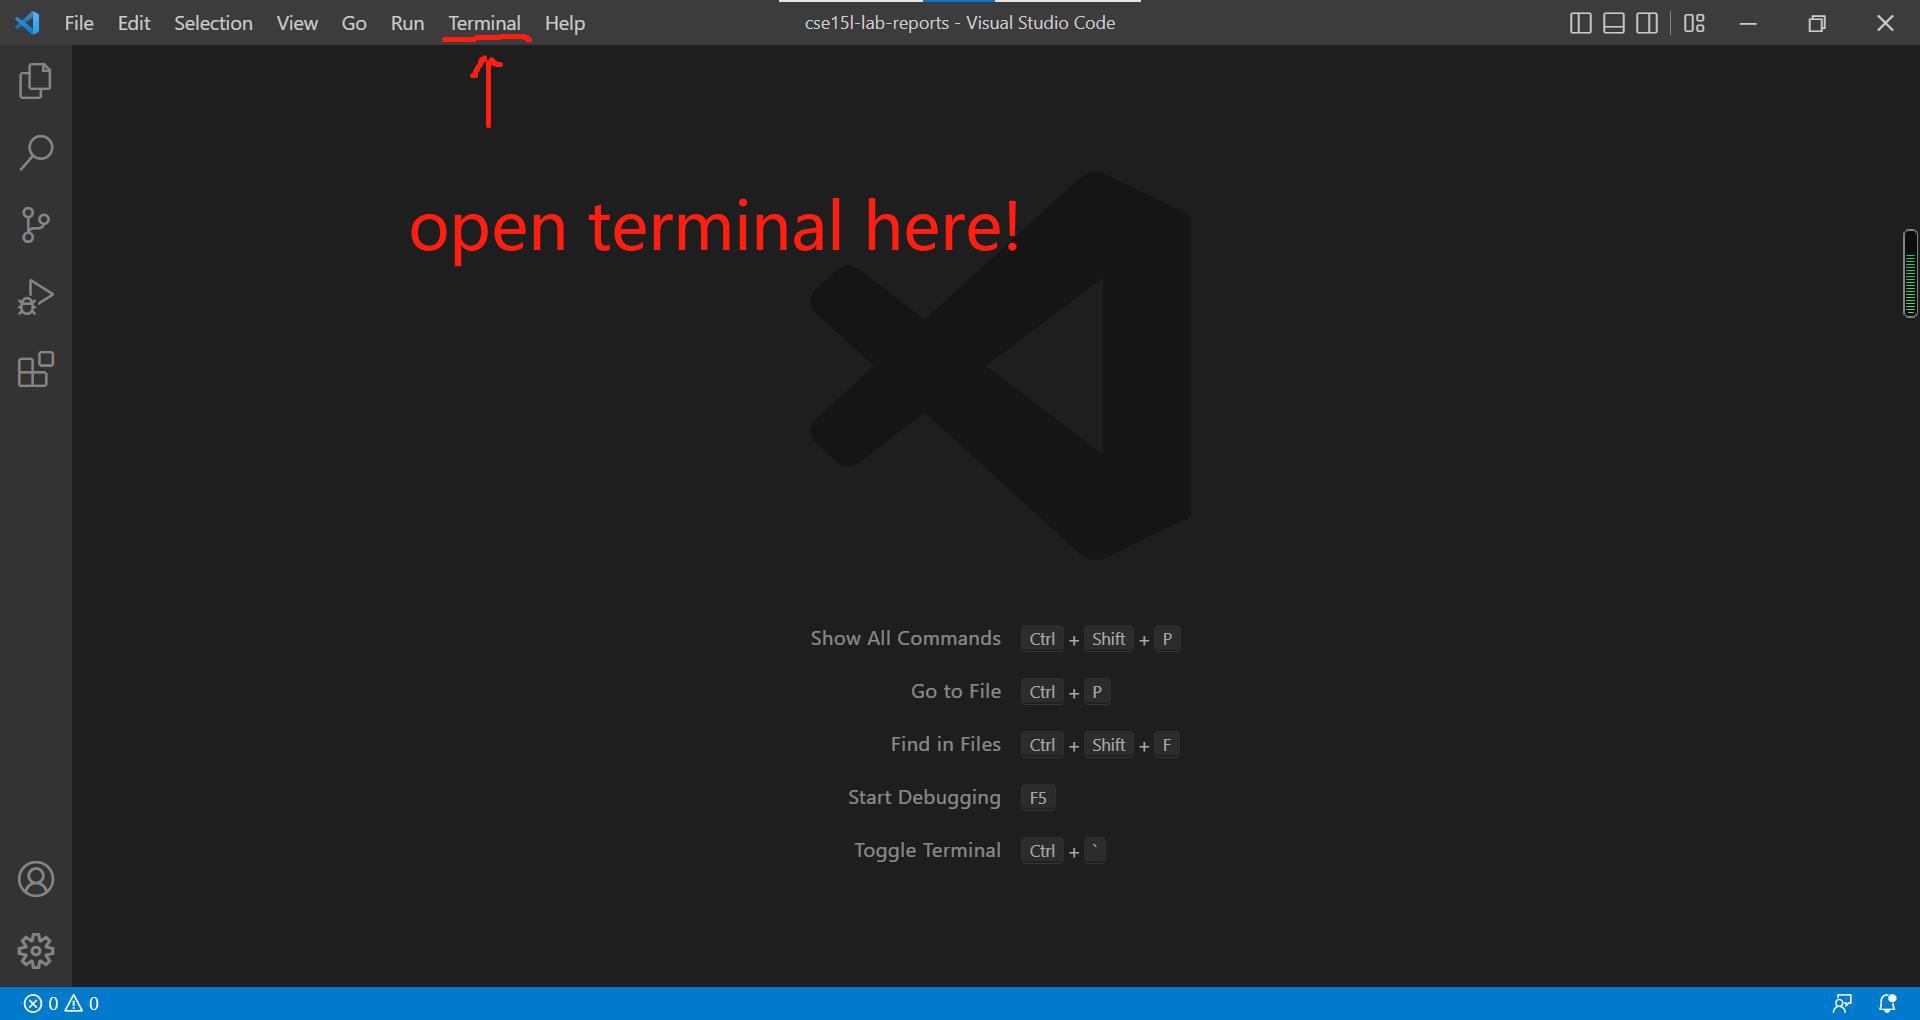 File Edit Selection View Go Run Terminal Help cse15l-lab-reports - Visual Studio Code
open terminal here!
Show All Commands Ctrl + Shift + P
Go to File Ctrl + P
Find in Files Ctrl + Shift + F
Start Debugging F5
Toggle Terminal Ctrl + `
0 0